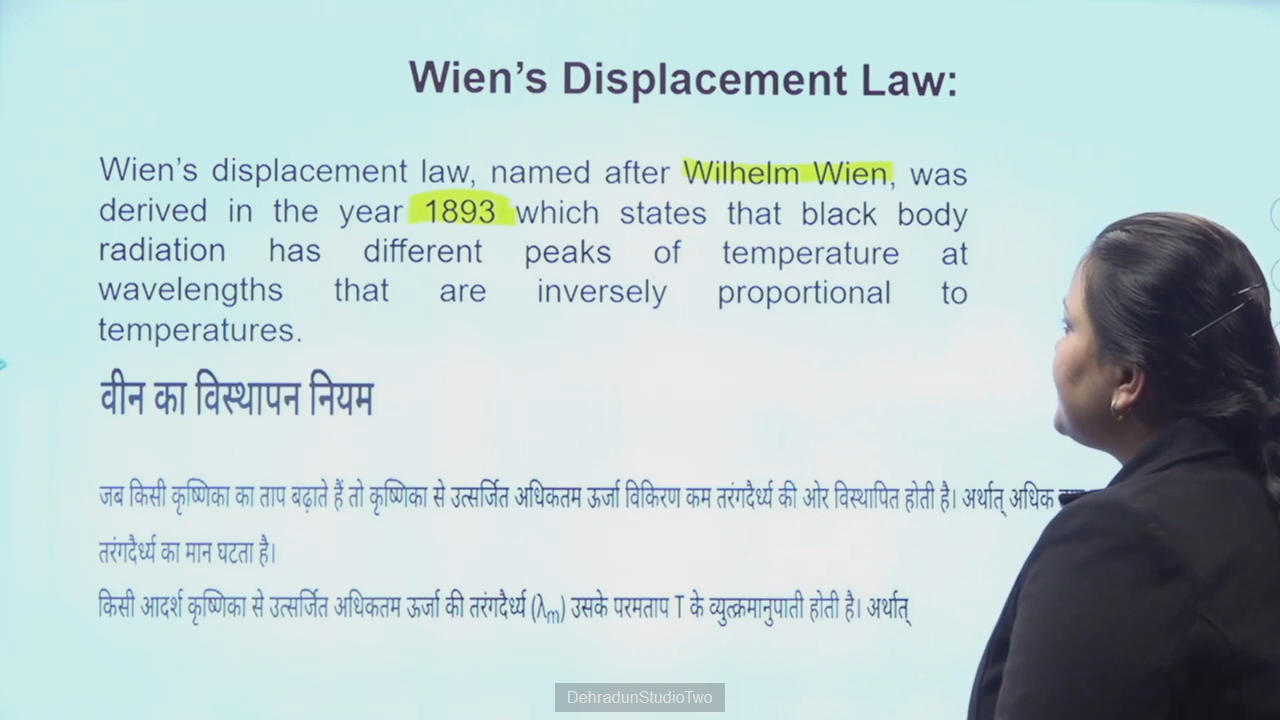 Wien’s Displacement Law:
Wien’s displacement law, named after Wilhelm Wien, was
derived in the year 1893 which states that black body
radiation has different peaks of temperature at
wavelengths that are inversely proportional to
temperatures.
वीन का विस्थापन नियम
जब किसी कृष्णिका का ताप बढ़ाते हैं तो कृष्णिका से उत्सर्जित अधिकतम ऊर्जा विकिरण कम तरंगदैर्ध्य की ओर विस्थापित होती है। अर्थात् अधिक
तरंगदैर्ध्य का मान घटता है।
किसी आदर्श कृष्णिका से उत्सर्जित अधिकतम ऊर्जा की तरंगदैर्ध्य (λm) उसके परमताप T के व्युत्क्रमानुपाती होती है। अर्थात्
DehradunStudioTwo